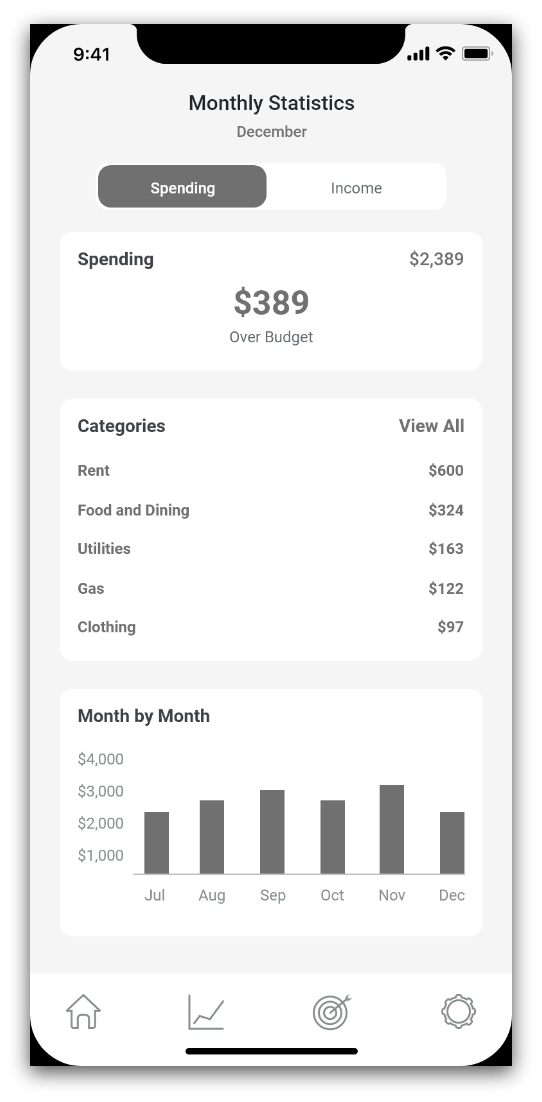 9:41
Monthly Statistics
December
Spending Income
Spending $2,389
$389
Over Budget
Categories View All
Rent $600
Food and Dining $324
Utilities $163
Gas $122
Clothing $97
Month by Month
$4,000
$3,000
$2,000
$1,000
Jul Aug Sep Oct Nov Dec